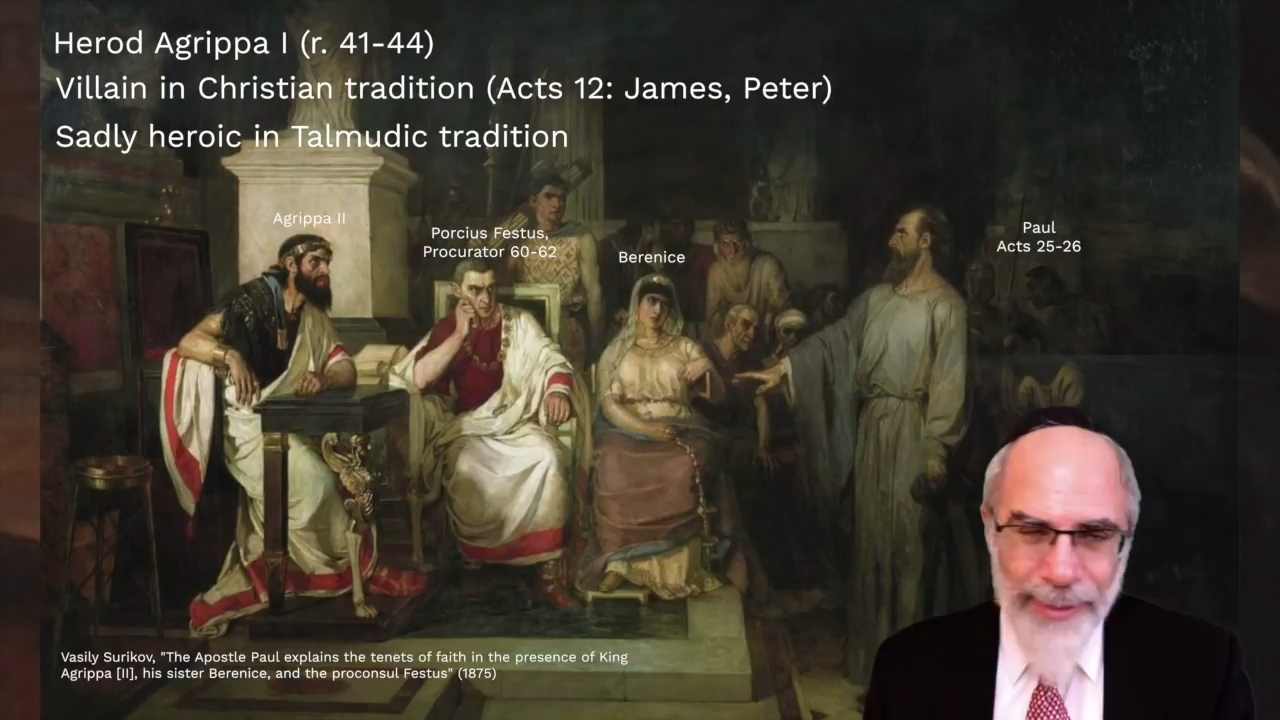 Herod Agrippa I (r. 41-44)
Villain in Christian tradition (Acts 12: James, Peter)
Sadly heroic in Talmudic tradition
Agrippa II
Porcius Festus,
Procurator 60-62
Berenice
Paul
Acts 25-26
Vasily Surikov, "The Apostle Paul explains the tenets of faith in the presence of King
Agrippa [II], his sister Berenice, and the proconsul Festus" (1875)